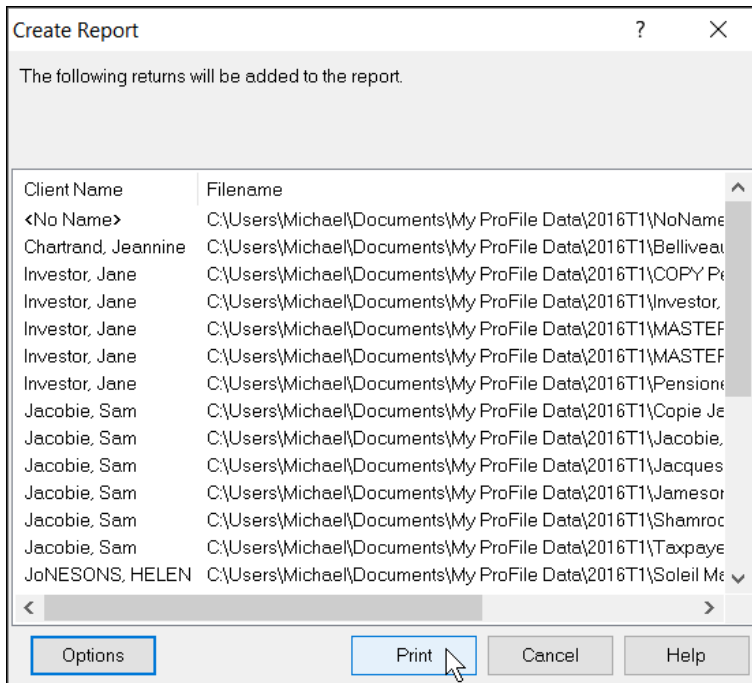 Create Report
?
The following returns will be added to the report.
Client Name Filename
<No Name> C:\Users\Michael\Documents\My ProFile Data\2016T1\NoName
Chartrand, Jeannine C:\Users\Michael\Documents\My ProFile Data\2016T1\Belliveau
Investor, Jane C:\Users\Michael\Documents\My ProFile Data\2016T1\COPY Pe
Investor, Jane C:\Users\Michael\Documents\My ProFile Data\2016T1\Investor,
Investor, Jane C:\Users\Michael\Documents\My ProFile Data\2016T1\MASTER
Investor, Jane C:\Users\Michael\Documents\My ProFile Data\2016T1\MASTER
Investor, Jane C:\Users\Michael\Documents\My ProFile Data\2016T1\Pensione
Jacobie, Sam C:\Users\Michael\Documents\My ProFile Data\2016T1\Copie Ja
Jacobie, Sam C:\Users\Michael\Documents\My ProFile Data\2016T1\Jacobie,
Jacobie, Sam C:\Users\Michael\Documents\My ProFile Data\2016T1\Jacques
Jacobie, Sam C:\Users\Michael\Documents\My ProFile Data\2016T1\Jameson
Jacobie, Sam C:\Users\Michael\Documents\My ProFile Data\2016T1\Shamroc
Jacobie, Sam C:\Users\Michael\Documents\My ProFile Data\2016T1\Taxpaye
JoNESONS, HELEN C:\Users\Michael\Documents\My ProFile Data\2016T1\Soleil Ma
Options Print Cancel Help